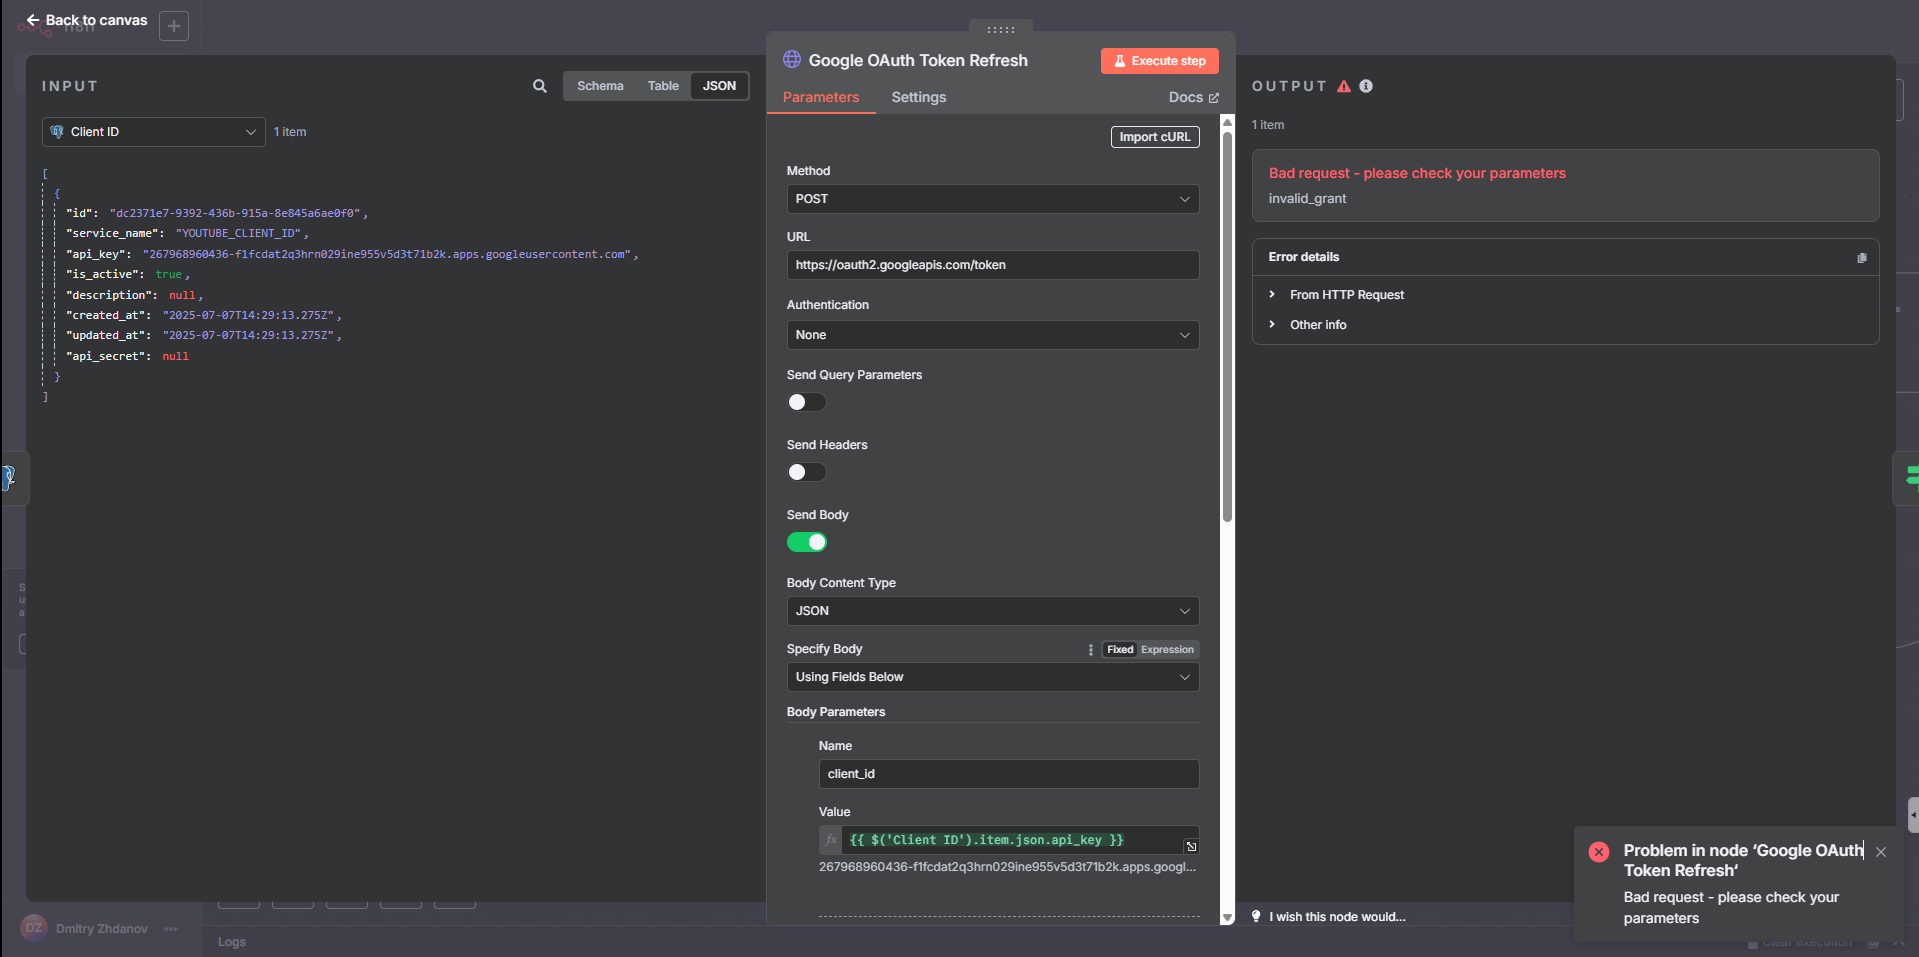 Back to canvas
n8n
INPUT
Schema
Table
JSON
Client ID
1 item
[
{
"id": "dc2371e7-9392-436b-915a-8e845a6ae0f0",
"service_name": "YOUTUBE_CLIENT_ID",
"api_key": "267968960436-f1fcdat2q3hrn029ine955v5d3t71b2k.apps.googleusercontent.com",
"is_active": true,
"description": null,
"created_at": "2025-07-07T14:29:13.275Z",
"updated_at": "2025-07-07T14:29:13.275Z",
"api_secret": null
}
]
Google OAuth Token Refresh
Execute step
Parameters
Settings
Docs
Import cURL
Method
POST
URL
https://oauth2.googleapis.com/token
Authentication
None
Send Query Parameters
Send Headers
Send Body
Body Content Type
JSON
Specify Body
Fixed
Expression
Using Fields Below
Body Parameters
Name
client_id
Value
fx
{{ $('Client ID').item.json.api_key }}
267968960436-f1fcdat2q3hrn029ine955v5d3t71b2k.apps.googl...
OUTPUT
1 item
Bad request - please check your parameters
invalid_grant
Error details
From HTTP Request
Other info
I wish this node would...
Problem in node ‘Google OAuth
Token Refresh‘
Bad request - please check your
parameters
DZ
Dmitry Zhdanov
Logs
Clear execution